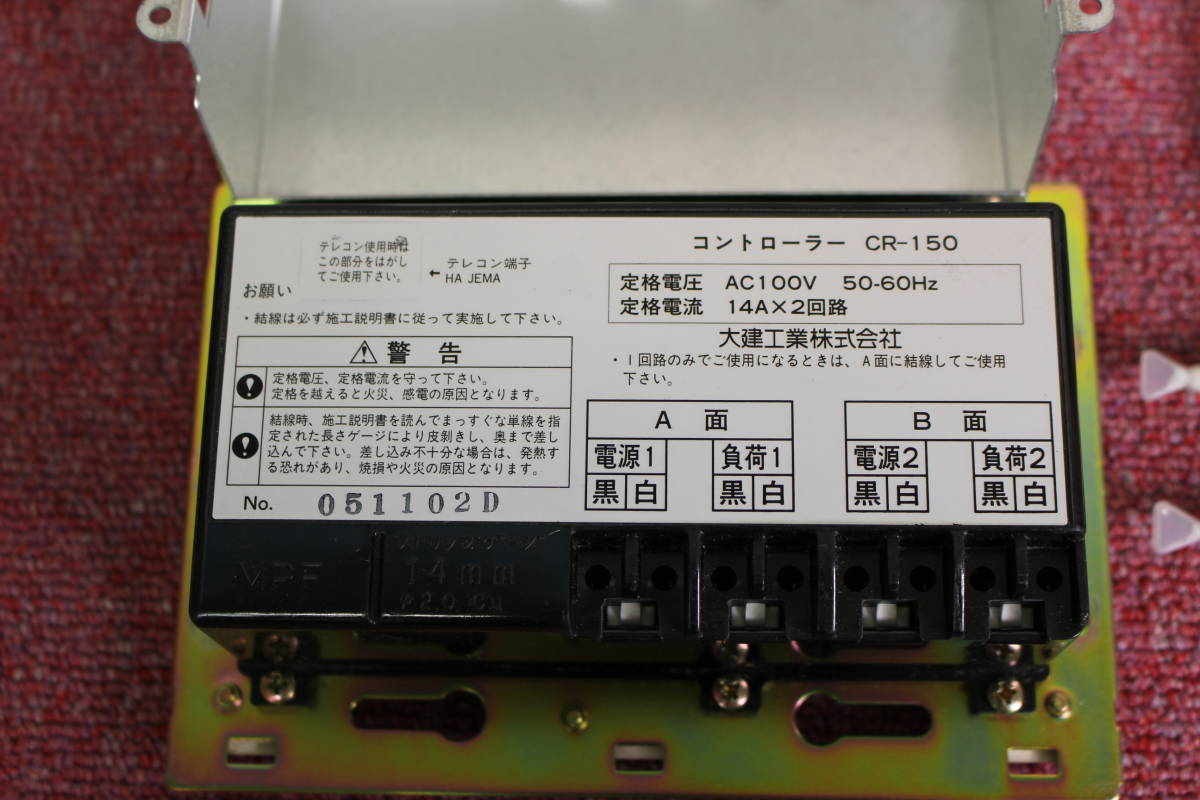 テレコン使用時は
この部分をはがし
てご使用下さい。
← テレコン端子
HA JEMA
お願い
・結線は必ず施工説明書に従って実施して下さい。
⚠ 警 告
定格電圧、定格電流を守って下さい。
定格を越えると火災、感電の原因となります。
結線時、施工説明書を読んでまっすぐな単線を指
定された長さゲージにより皮剝きし、奥まで差し
込んで下さい。差し込み不十分な場合は、発熱す
る恐れがあり、焼損や火災の原因となります。
No. 051102D
コントローラー CR-150
定格電圧 AC100V 50-60Hz
定格電流 14A×2回路
大建工業株式会社
・1回路のみでご使用になるときは、A面に結線してご使用
下さい。
A 面
電源1 負荷1
黒 白 黒 白
B 面
電源2 負荷2
黒 白 黒 白
ストリップゲージ
14mm